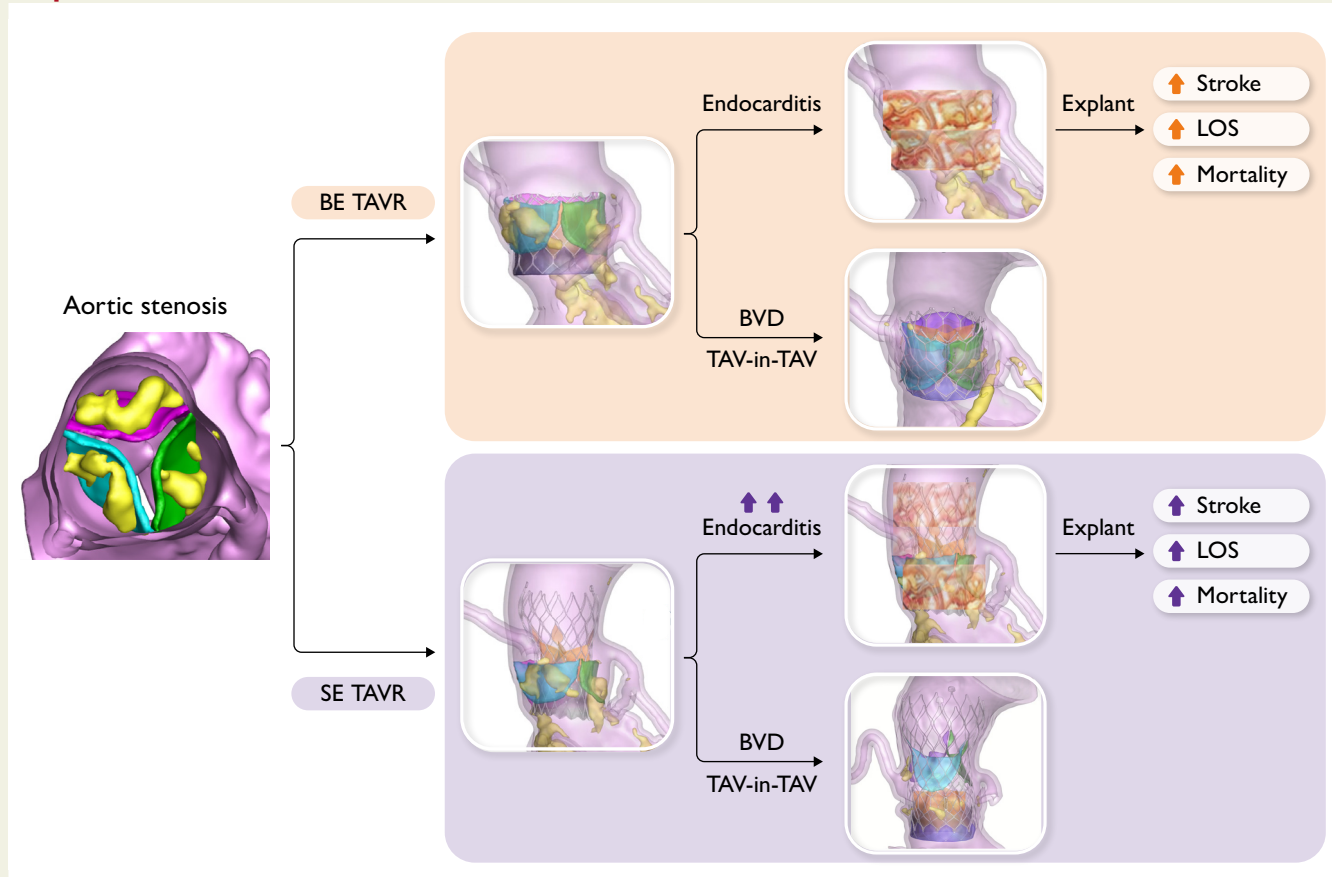 Aortic stenosis
BE TAVR
Endocarditis
Explant
Stroke
LOS
Mortality
BVD
TAV-in-TAV
SE TAVR
Endocarditis
Explant
Stroke
LOS
Mortality
BVD
TAV-in-TAV